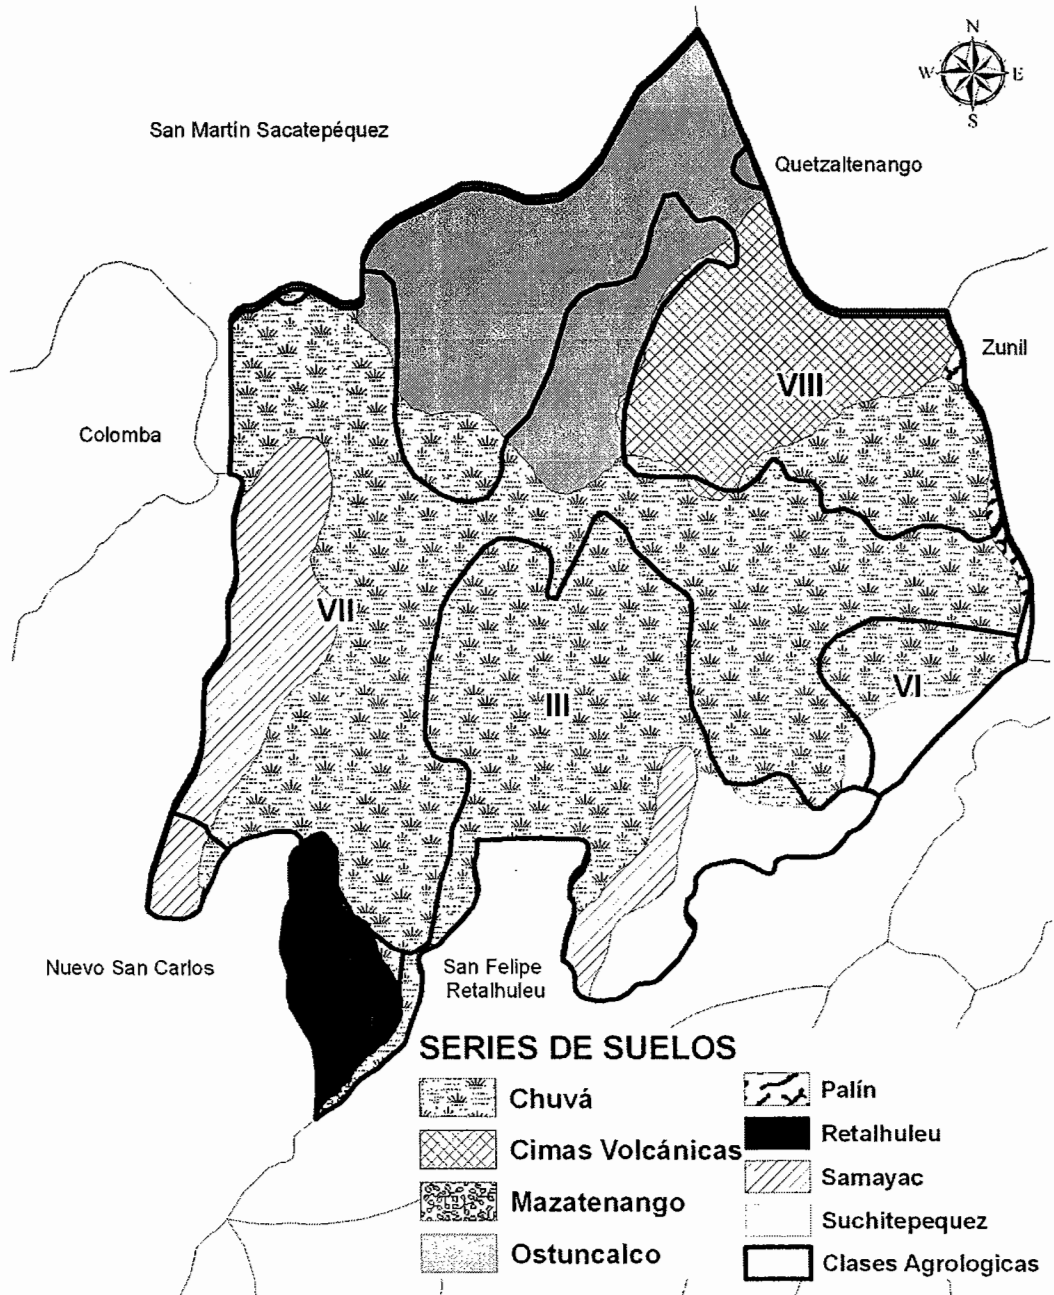 N
W
E
S
San Martín Sacatepéquez
Quetzaltenango
Zunil
Colomba
VIII
VII
III
VI
Nuevo San Carlos
San Felipe
Retalhuleu
SERIES DE SUELOS
Chuvá
Cimas Volcánicas
Mazatenango
Ostuncalco
Palín
Retalhuleu
Samayac
Suchitepequez
Clases Agrologicas